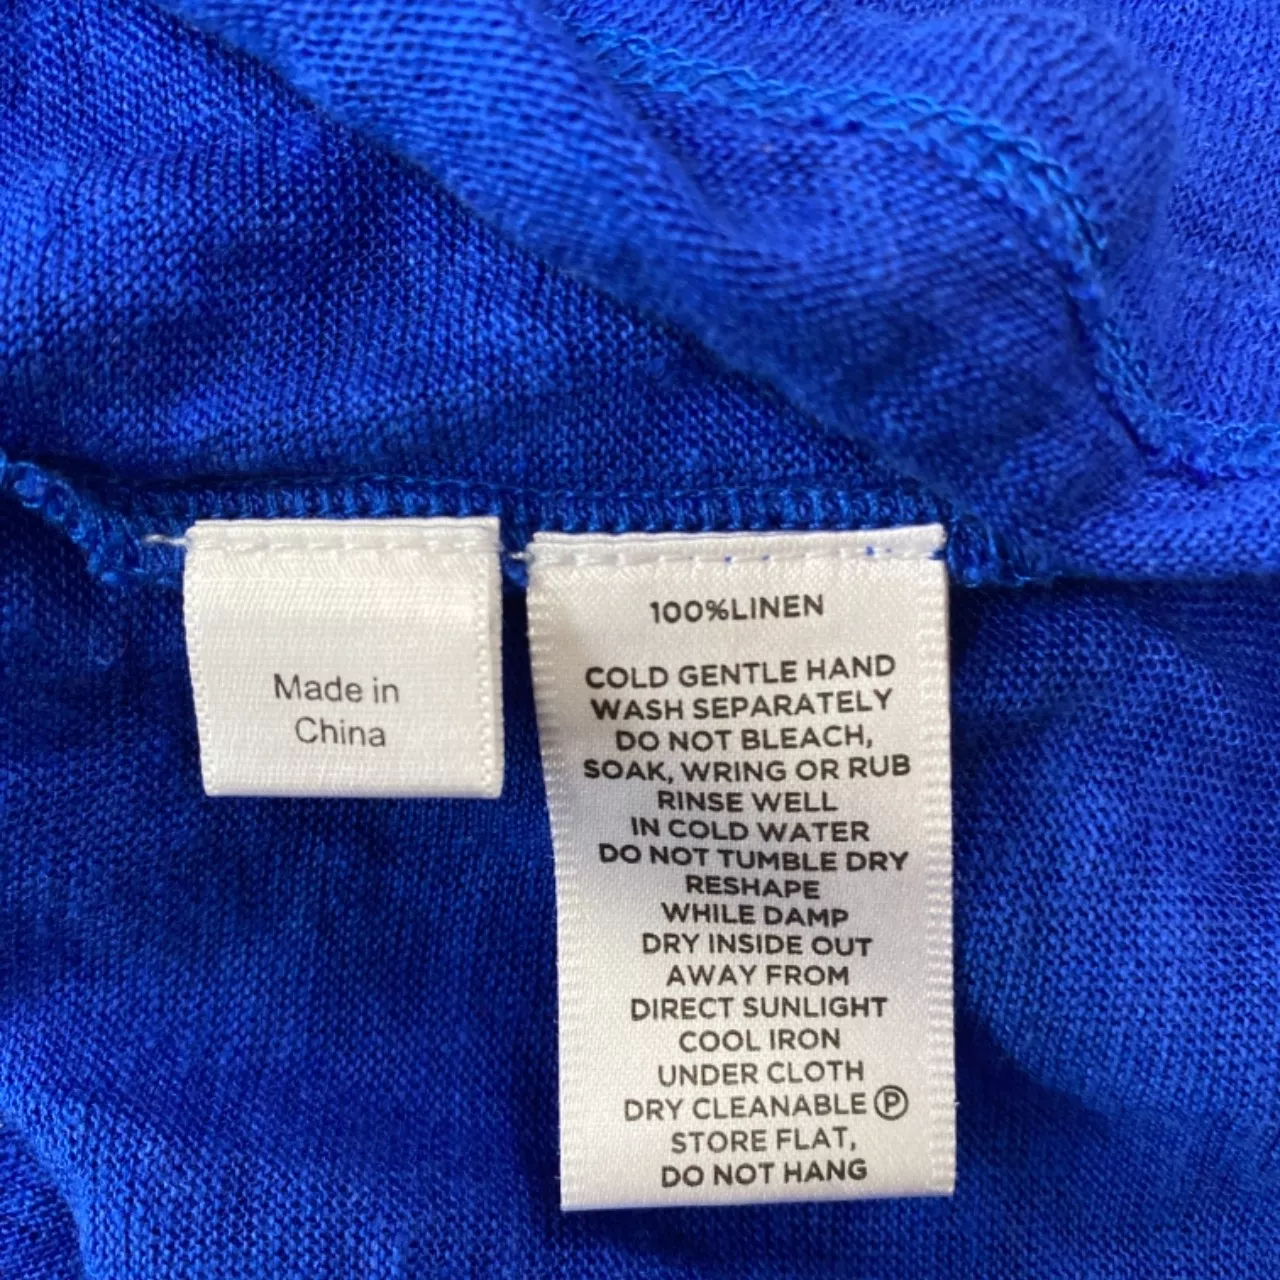 Made in
China
100%LINEN
COLD GENTLE HAND
WASH SEPARATELY
DO NOT BLEACH,
SOAK, WRING OR RUB
RINSE WELL
IN COLD WATER
DO NOT TUMBLE DRY
RESHAPE
WHILE DAMP
DRY INSIDE OUT
AWAY FROM
DIRECT SUNLIGHT
COOL IRON
UNDER CLOTH
DRY CLEANABLE Ⓟ
STORE FLAT,
DO NOT HANG